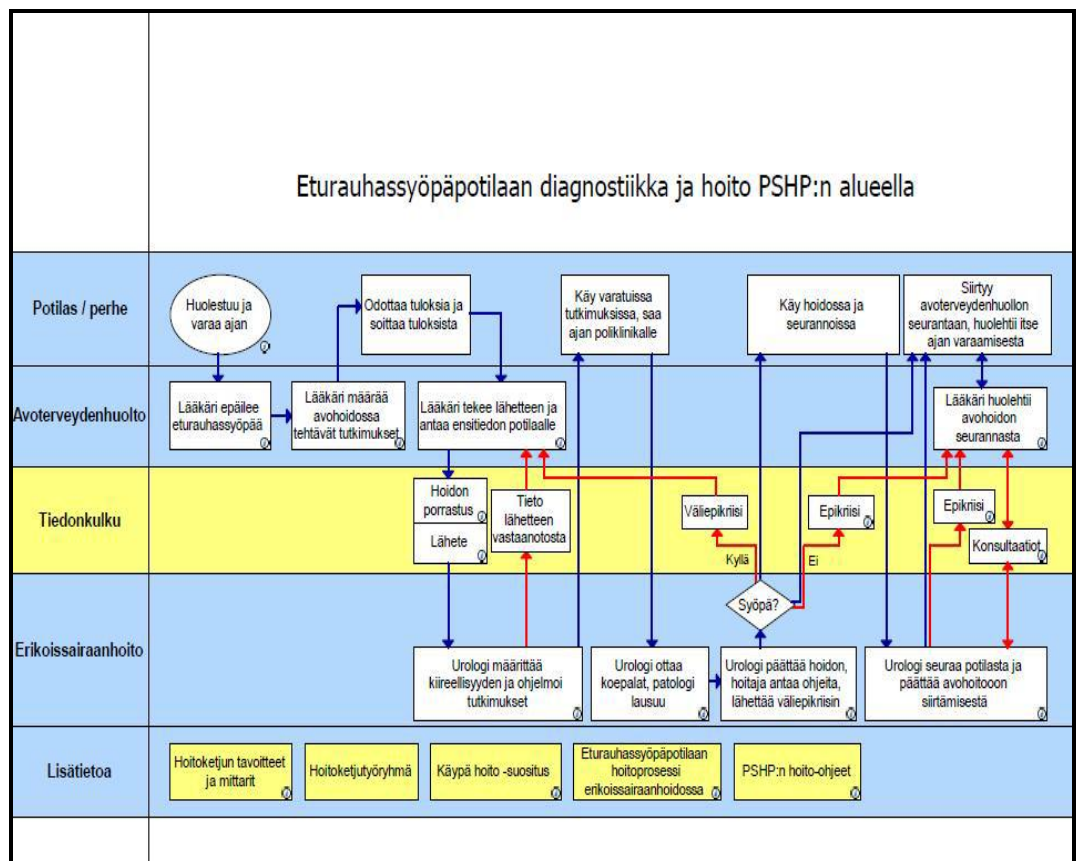 Eturauhassyöpäpotilaan diagnostiikka ja hoito PSHP:n alueella
Potilas / perhe
Huolestuu ja
varaa ajan
Odottaa tuloksia ja
soittaa tuloksista
Käy varatuissa
tutkimuksissa, saa
ajan poliklinikalle
Käy hoidossa ja
seurannoissa
Siirtyy
avoterveydenhuollon
seurantaan, huolehtii itse
ajan varaamisesta
Avoterveydenhuolto
Lääkäri epäilee
eturauhassyöpää
Lääkäri määrää
avohoidossa
tehtävät tutkimukset
Lääkäri tekee lähetteen ja
antaa ensitiedon potilaalle
Lääkäri huolehtii
avohoidon
seurannasta
Tiedonkulku
Hoidon
porrastus
Lähete
Tieto
lähetteen
vastaanotosta
Väliepikriisi
Epikriisi
Epikriisi
Konsultaatiot
Kyllä
Ei
Erikoissairaanhoito
Syöpä?
Urologi määrittää
kiireellisyyden ja ohjelmoi
tutkimukset
Urologi ottaa
koepalat, patologi
lausuu
Urologi päättää hoidon,
hoitaja antaa ohjeita,
lähettää väliepikriisin
Urologi seuraa potilasta ja
päättää avohoitooon
siirtämisestä
Lisätietoa
Hoitoketjun tavoitteet
ja mittarit
Hoitoketjutyöryhmä
Käypä hoito -suositus
Eturauhassyöpäpotilaan
hoitoprosessi
erikoissairaanhoidossa
PSHP:n hoito-ohjeet